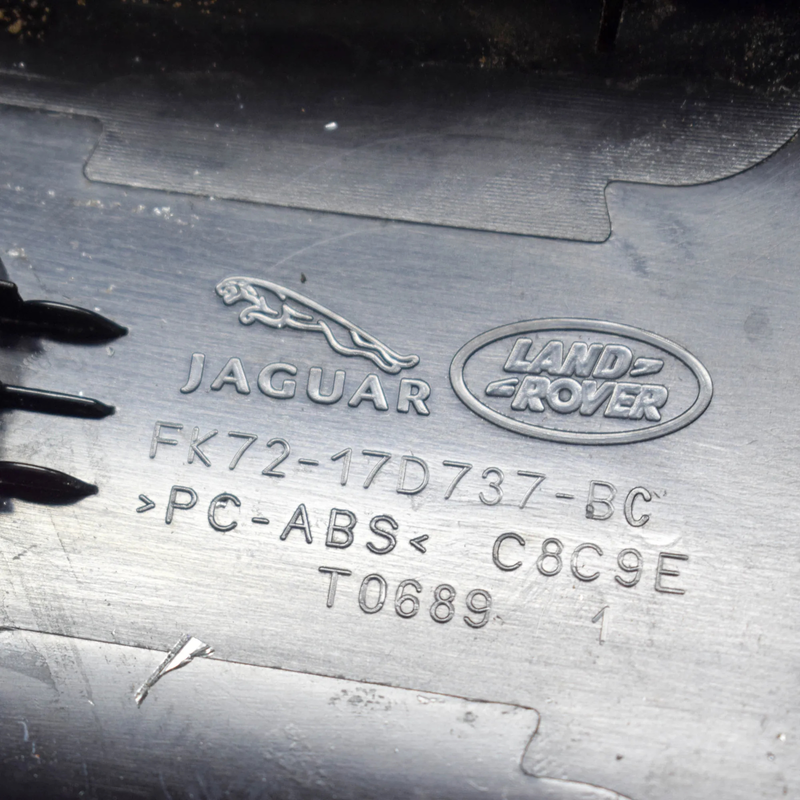 JAGUAR
LAND
ROVER
FK72-17D737-BC
>PC-ABS< C8C9E
T0689 1